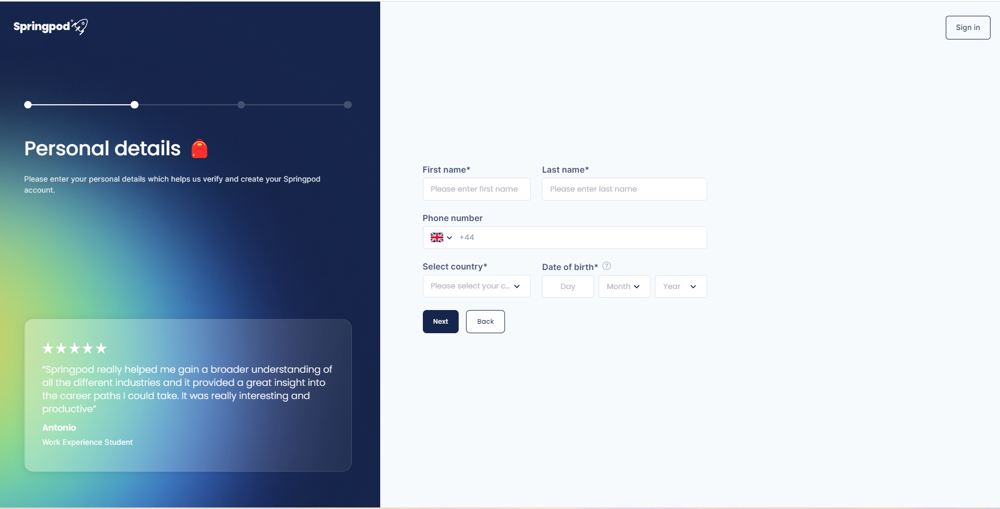 Springpod®
Sign in
Personal details
Please enter your personal details which helps us verify and create your Springpod
account.
★★★★★
“Springpod really helped me gain a broader understanding of
all the different industries and it provided a great insight into
the career paths I could take. It was really interesting and
productive”
Antonio
Work Experience Student
First name* Last name*
Please enter first name Please enter last name
Phone number
+44
Select country* Date of birth* ?
Please select your c... Day Month Year
Next Back